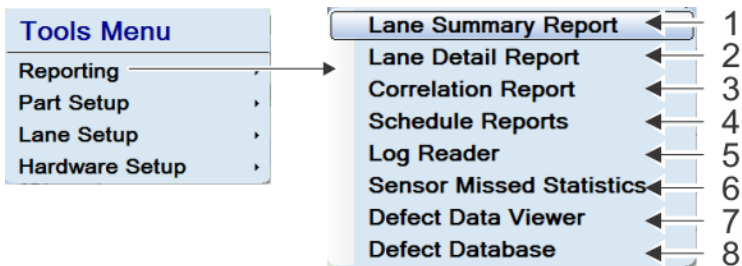 Tools Menu
Reporting
Part Setup
Lane Setup
Hardware Setup
Lane Summary Report 1
Lane Detail Report 2
Correlation Report 3
Schedule Reports 4
Log Reader 5
Sensor Missed Statistics 6
Defect Data Viewer 7
Defect Database 8